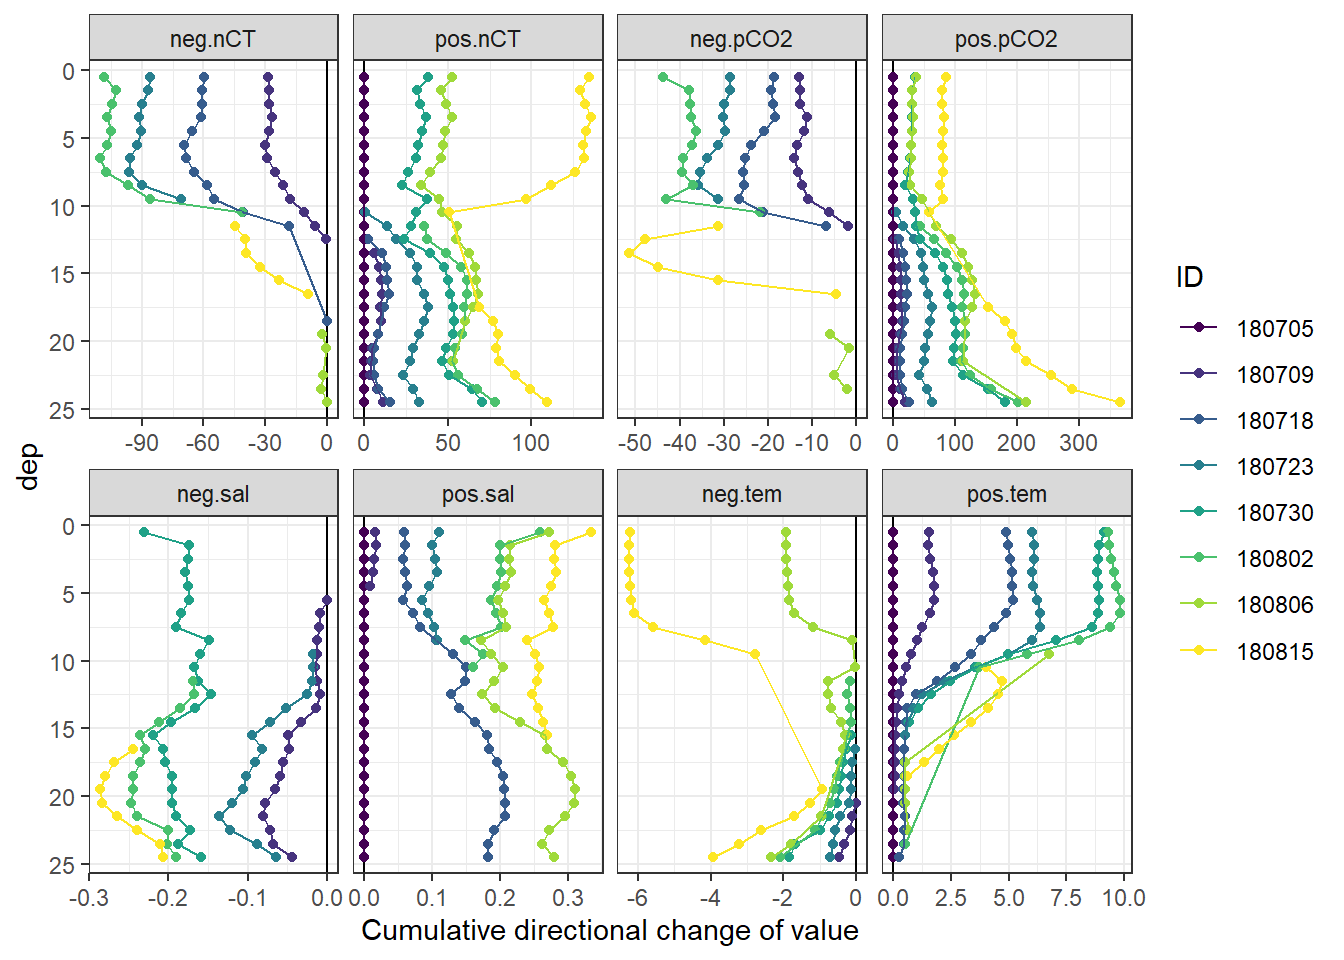 neg.nCT pos.nCT neg.pCO2 pos.pCO2
0
5
10
15
20
25
-90 -60 -30 0 0 50 100 -50 -40 -30 -20 -10 0 0 100 200 300
neg.sal pos.sal neg.tem pos.tem
0
5
10
15
20
25
-0.3 -0.2 -0.1 0.0 0.0 0.1 0.2 0.3 -6 -4 -2 0 0.0 2.5 5.0 7.5 10.0
dep
Cumulative directional change of value
ID
180705
180709
180718
180723
180730
180802
180806
180815